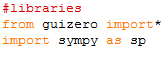 #libraries
from guizero import*
import sympy as sp